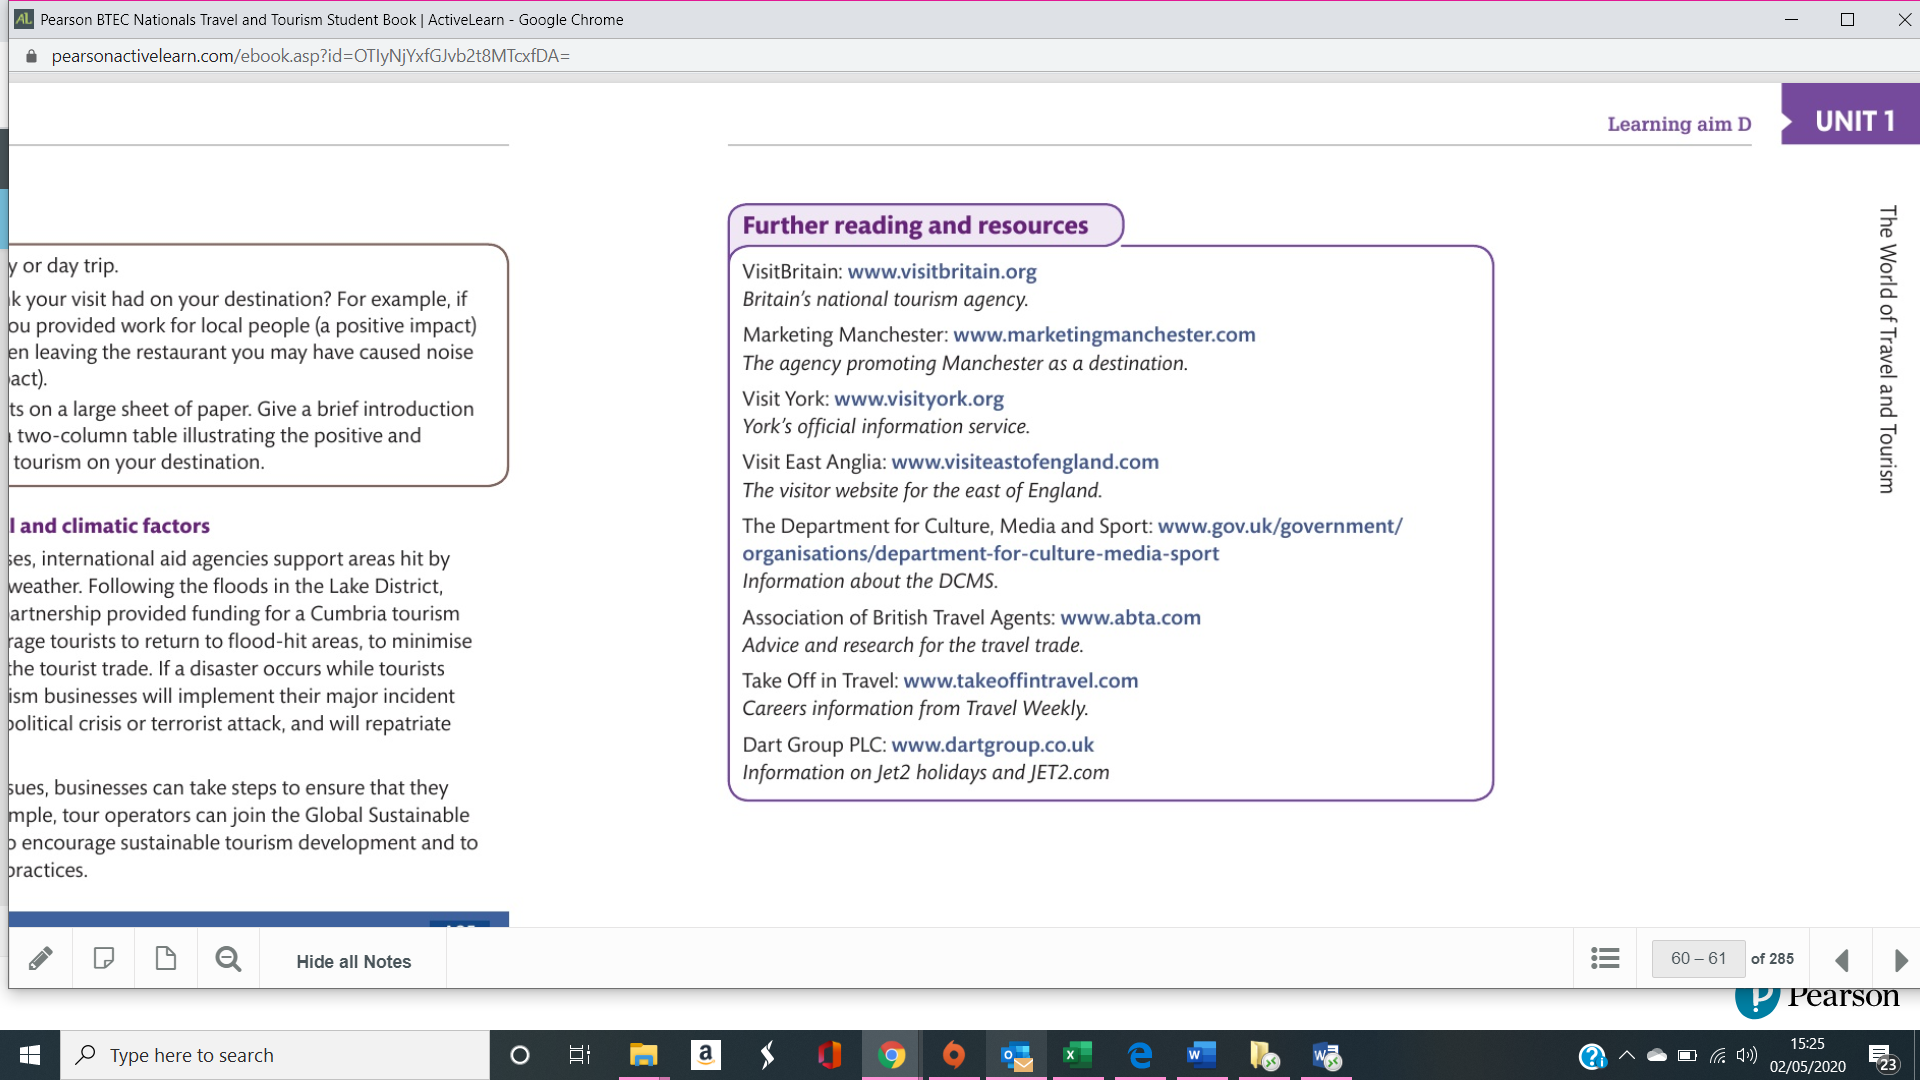 Pearson BTEC Nationals Travel and Tourism Student Book | ActiveLearn - Google Chrome
pearsonactivelearn.com/ebook.asp?id=OTIyNjYxfGJvb2t8MTcxfDA=
Learning aim D
UNIT 1
The World of Travel and Tourism
y or day trip.
k your visit had on your destination? For example, if
ou provided work for local people (a positive impact)
en leaving the restaurant you may have caused noise
act).
ts on a large sheet of paper. Give a brief introduction
two-column table illustrating the positive and
tourism on your destination.
l and climatic factors
ses, international aid agencies support areas hit by
weather. Following the floods in the Lake District,
artnership provided funding for a Cumbria tourism
rage tourists to return to flood-hit areas, to minimise
the tourist trade. If a disaster occurs while tourists
ism businesses will implement their major incident
political crisis or terrorist attack, and will repatriate
sues, businesses can take steps to ensure that they
mple, tour operators can join the Global Sustainable
o encourage sustainable tourism development and to
practices.
Further reading and resources
VisitBritain: www.visitbritain.org
Britain's national tourism agency.
Marketing Manchester: www.marketingmanchester.com
The agency promoting Manchester as a destination.
Visit York: www.visityork.org
York's official information service.
Visit East Anglia: www.visiteastofengland.com
The visitor website for the east of England.
The Department for Culture, Media and Sport: www.gov.uk/government/
organisations/department-for-culture-media-sport
Information about the DCMS.
Association of British Travel Agents: www.abta.com
Advice and research for the travel trade.
Take Off in Travel: www.takeoffintravel.com
Careers information from Travel Weekly.
Dart Group PLC: www.dartgroup.co.uk
Information on Jet2 holidays and JET2.com
Hide all Notes
60 – 61 of 285
Pearson
Type here to search
15:25
02/05/2020
23